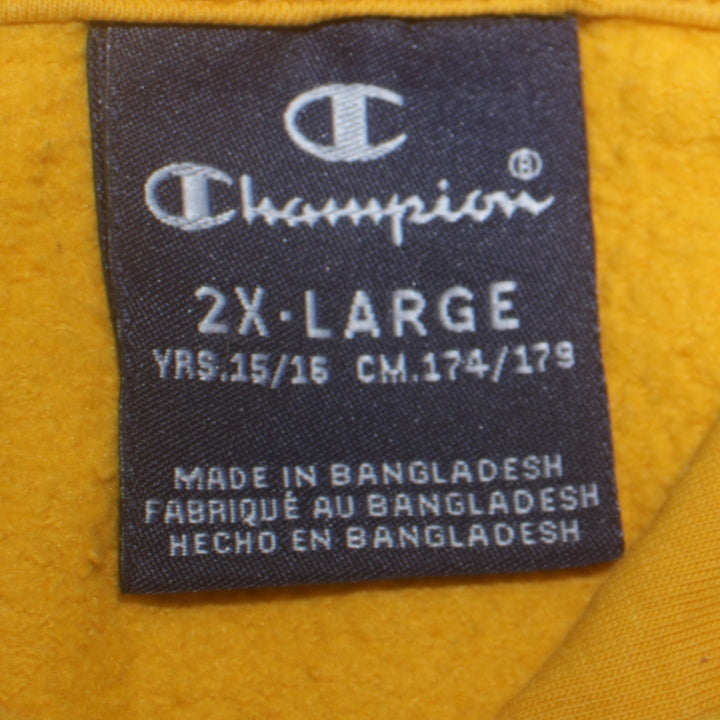 Champion®
2X-LARGE
YRS.15/16 CM.174/179
MADE IN BANGLADESH
FABRIQUÉ AU BANGLADESH
HECHO EN BANGLADESH